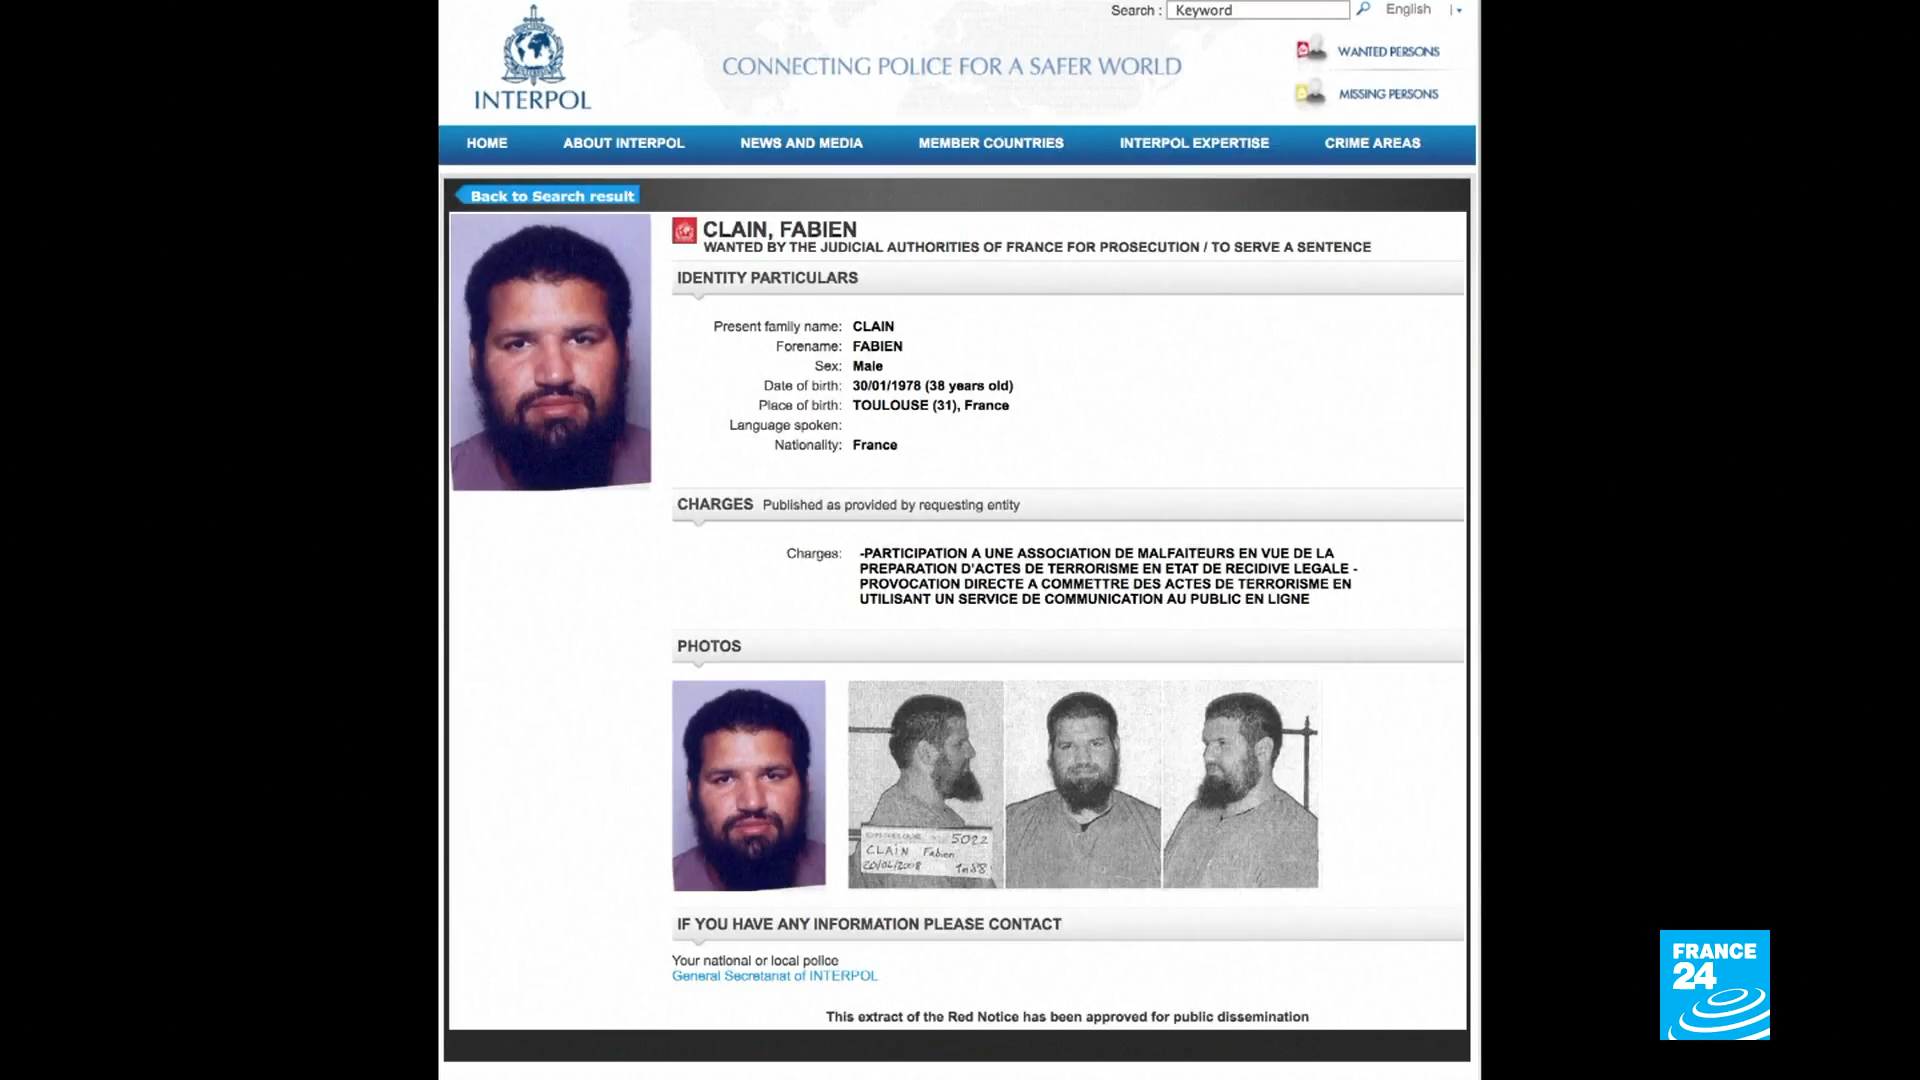 Search : Keyword English
INTERPOL
CONNECTING POLICE FOR A SAFER WORLD
WANTED PERSONS
MISSING PERSONS
HOME ABOUT INTERPOL NEWS AND MEDIA MEMBER COUNTRIES INTERPOL EXPERTISE CRIME AREAS
Back to Search result
CLAIN, FABIEN
WANTED BY THE JUDICIAL AUTHORITIES OF FRANCE FOR PROSECUTION / TO SERVE A SENTENCE
IDENTITY PARTICULARS
Present family name: CLAIN
Forename: FABIEN
Sex: Male
Date of birth: 30/01/1978 (38 years old)
Place of birth: TOULOUSE (31), France
Language spoken:
Nationality: France
CHARGES Published as provided by requesting entity
Charges: -PARTICIPATION A UNE ASSOCIATION DE MALFAITEURS EN VUE DE LA
PREPARATION D'ACTES DE TERRORISME EN ETAT DE RECIDIVE LEGALE -
PROVOCATION DIRECTE A COMMETTRE DES ACTES DE TERRORISME EN
UTILISANT UN SERVICE DE COMMUNICATION AU PUBLIC EN LIGNE
PHOTOS
5022
CLAIN Fabien
1m88
IF YOU HAVE ANY INFORMATION PLEASE CONTACT
Your national or local police
General Secretariat of INTERPOL
This extract of the Red Notice has been approved for public dissemination
FRANCE
24